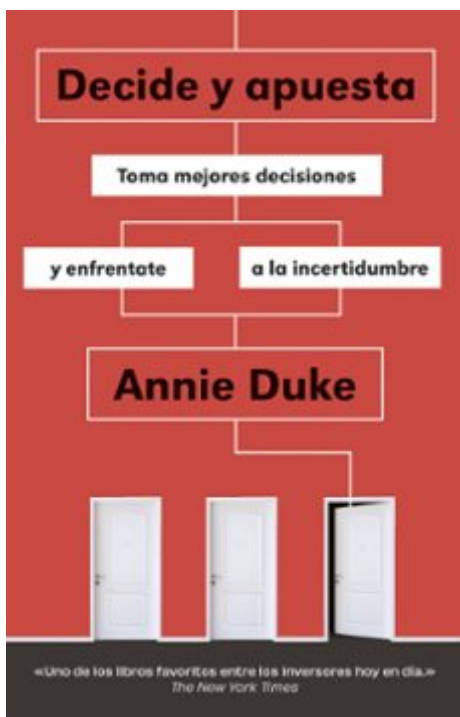 Decide y apuesta
Toma mejores decisiones
y enfrentate
a la incertidumbre
Annie Duke
«Uno de los libros favoritos entre los inversores hoy en día.»
The New York Times